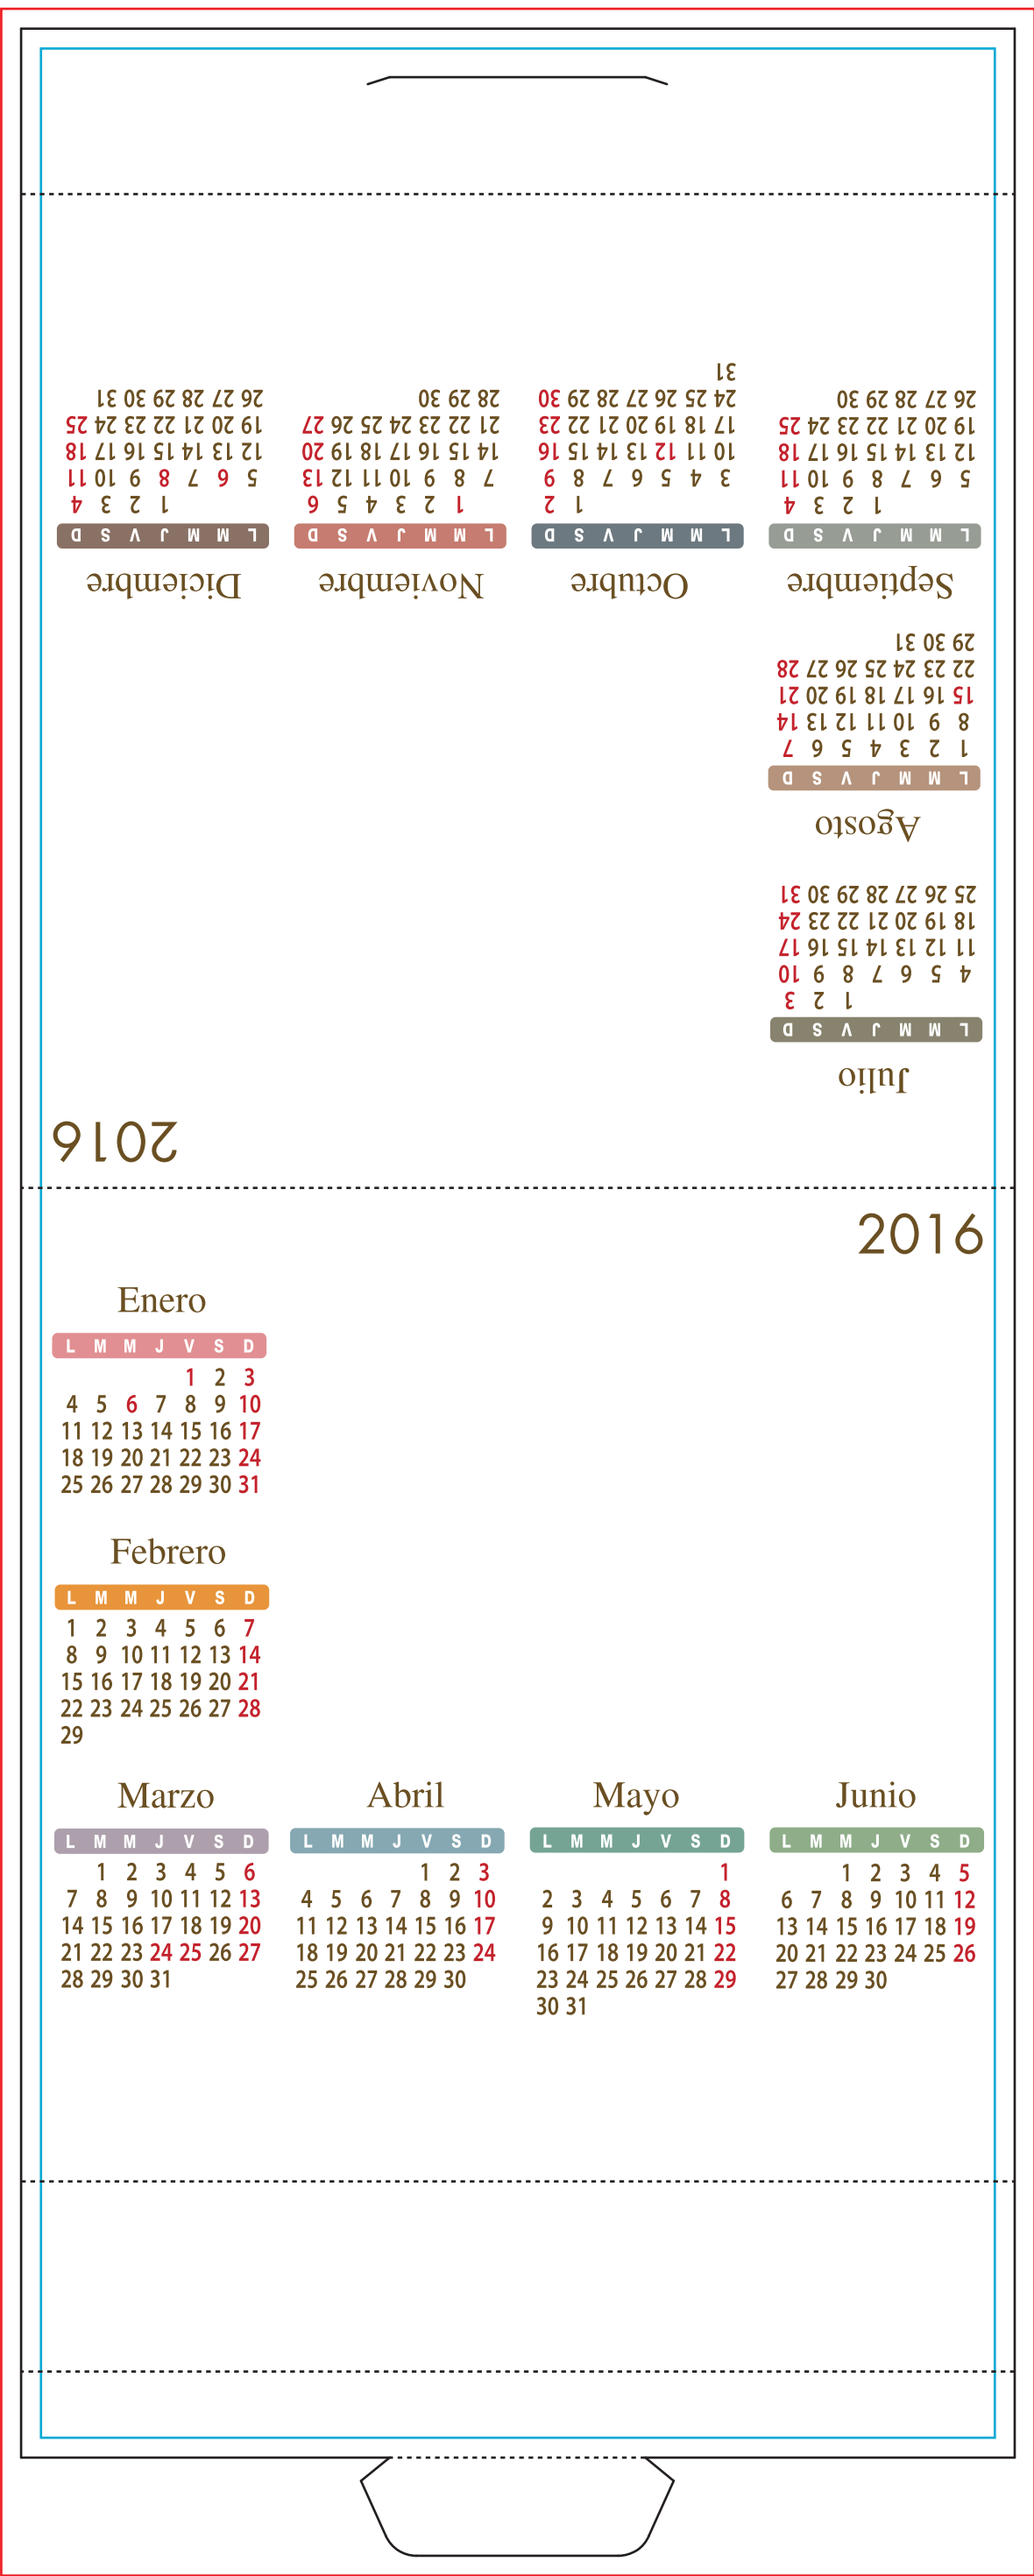 2016
Enero
L M M J V S D
1 2 3
4 5 6 7 8 9 10
11 12 13 14 15 16 17
18 19 20 21 22 23 24
25 26 27 28 29 30 31
Febrero
L M M J V S D
1 2 3 4 5 6 7
8 9 10 11 12 13 14
15 16 17 18 19 20 21
22 23 24 25 26 27 28
29
Marzo
L M M J V S D
1 2 3 4 5 6
7 8 9 10 11 12 13
14 15 16 17 18 19 20
21 22 23 24 25 26 27
28 29 30 31
Abril
L M M J V S D
1 2 3
4 5 6 7 8 9 10
11 12 13 14 15 16 17
18 19 20 21 22 23 24
25 26 27 28 29 30
Mayo
L M M J V S D
1
2 3 4 5 6 7 8
9 10 11 12 13 14 15
16 17 18 19 20 21 22
23 24 25 26 27 28 29
30 31
Junio
L M M J V S D
1 2 3 4 5
6 7 8 9 10 11 12
13 14 15 16 17 18 19
20 21 22 23 24 25 26
27 28 29 30
2016
Julio
L M M J V S D
1 2 3
4 5 6 7 8 9 10
11 12 13 14 15 16 17
18 19 20 21 22 23 24
25 26 27 28 29 30 31
Agosto
L M M J V S D
1 2 3 4 5 6 7
8 9 10 11 12 13 14
15 16 17 18 19 20 21
22 23 24 25 26 27 28
29 30 31
Septiembre
L M M J V S D
1 2 3 4
5 6 7 8 9 10 11
12 13 14 15 16 17 18
19 20 21 22 23 24 25
26 27 28 29 30
Octubre
L M M J V S D
1 2
3 4 5 6 7 8 9
10 11 12 13 14 15 16
17 18 19 20 21 22 23
24 25 26 27 28 29 30
31
Noviembre
L M M J V S D
1 2 3 4 5 6
7 8 9 10 11 12 13
14 15 16 17 18 19 20
21 22 23 24 25 26 27
28 29 30
Diciembre
L M M J V S D
1 2 3 4
5 6 7 8 9 10 11
12 13 14 15 16 17 18
19 20 21 22 23 24 25
26 27 28 29 30 31